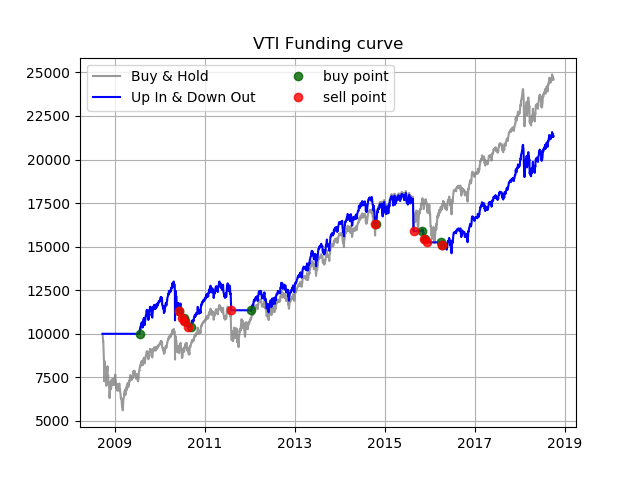 VTI Funding curve
Buy & Hold
Up In & Down Out
buy point
sell point
25000
22500
20000
17500
15000
12500
10000
7500
5000
2009 2011 2013 2015 2017 2019